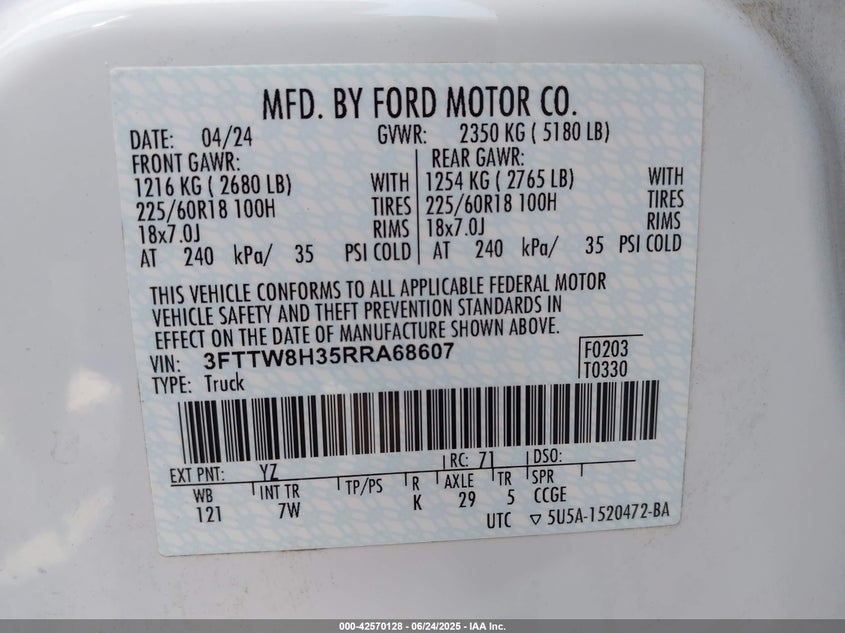 MFD. BY FORD MOTOR CO.
DATE: 04/24 GVWR: 2350 KG ( 5180 LB)
FRONT GAWR: REAR GAWR:
1216 KG ( 2680 LB) WITH 1254 KG ( 2765 LB) WITH
225/60R18 100H TIRES 225/60R18 100H TIRES
18x7.0J RIMS 18x7.0J RIMS
AT 240 kPa/ 35 PSI COLD AT 240 kPa/ 35 PSI COLD
THIS VEHICLE CONFORMS TO ALL APPLICABLE FEDERAL MOTOR
VEHICLE SAFETY AND THEFT PREVENTION STANDARDS IN
EFFECT ON THE DATE OF MANUFACTURE SHOWN ABOVE.
VIN: 3FTTW8H35RRA68607 F0203
TYPE: Truck T0330
EXT PNT: YZ RC: 71 DSO:
WB INT TR TP/PS R AXLE TR SPR
121 7W K 29 5 CCGE
UTC ▽ 5U5A-1520472-BA
000-42570128 - 06/24/2025 - IAA Inc.